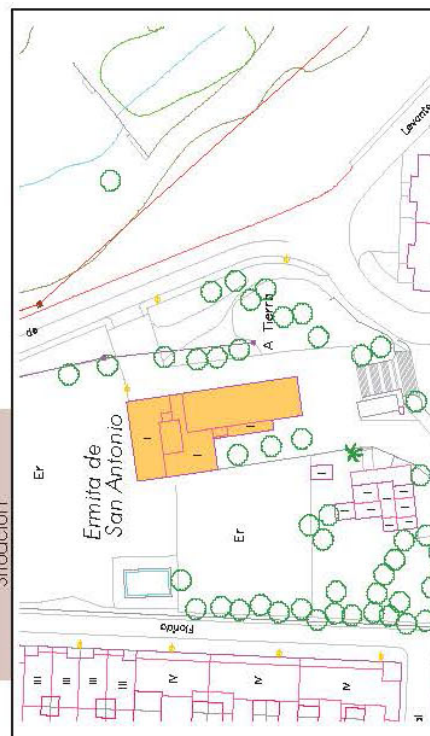 Situación
Levante
de
A Tierra
Er
Ermita de
San Antonio
I
I
I
Er
I
I
I
I
I
I
I
Florida
III
III
III
III
IV
IV
IV